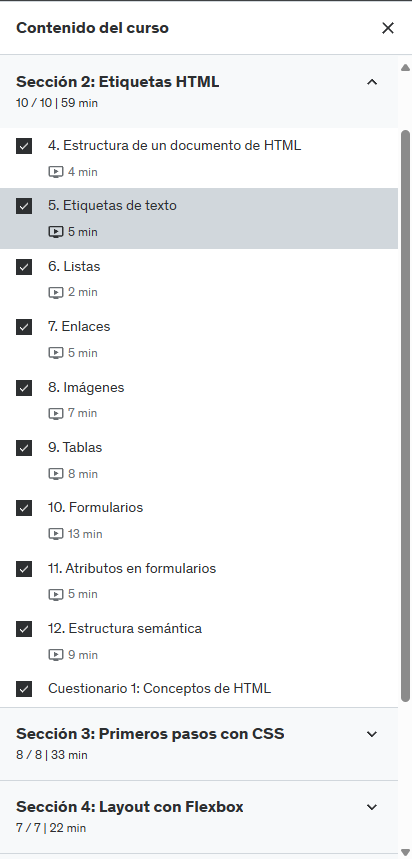 Contenido del curso
Sección 2: Etiquetas HTML
10 / 10 | 59 min
4. Estructura de un documento de HTML
4 min
5. Etiquetas de texto
5 min
6. Listas
2 min
7. Enlaces
5 min
8. Imágenes
7 min
9. Tablas
8 min
10. Formularios
13 min
11. Atributos en formularios
5 min
12. Estructura semántica
9 min
Cuestionario 1: Conceptos de HTML
Sección 3: Primeros pasos con CSS
8 / 8 | 33 min
Sección 4: Layout con Flexbox
7 / 7 | 22 min